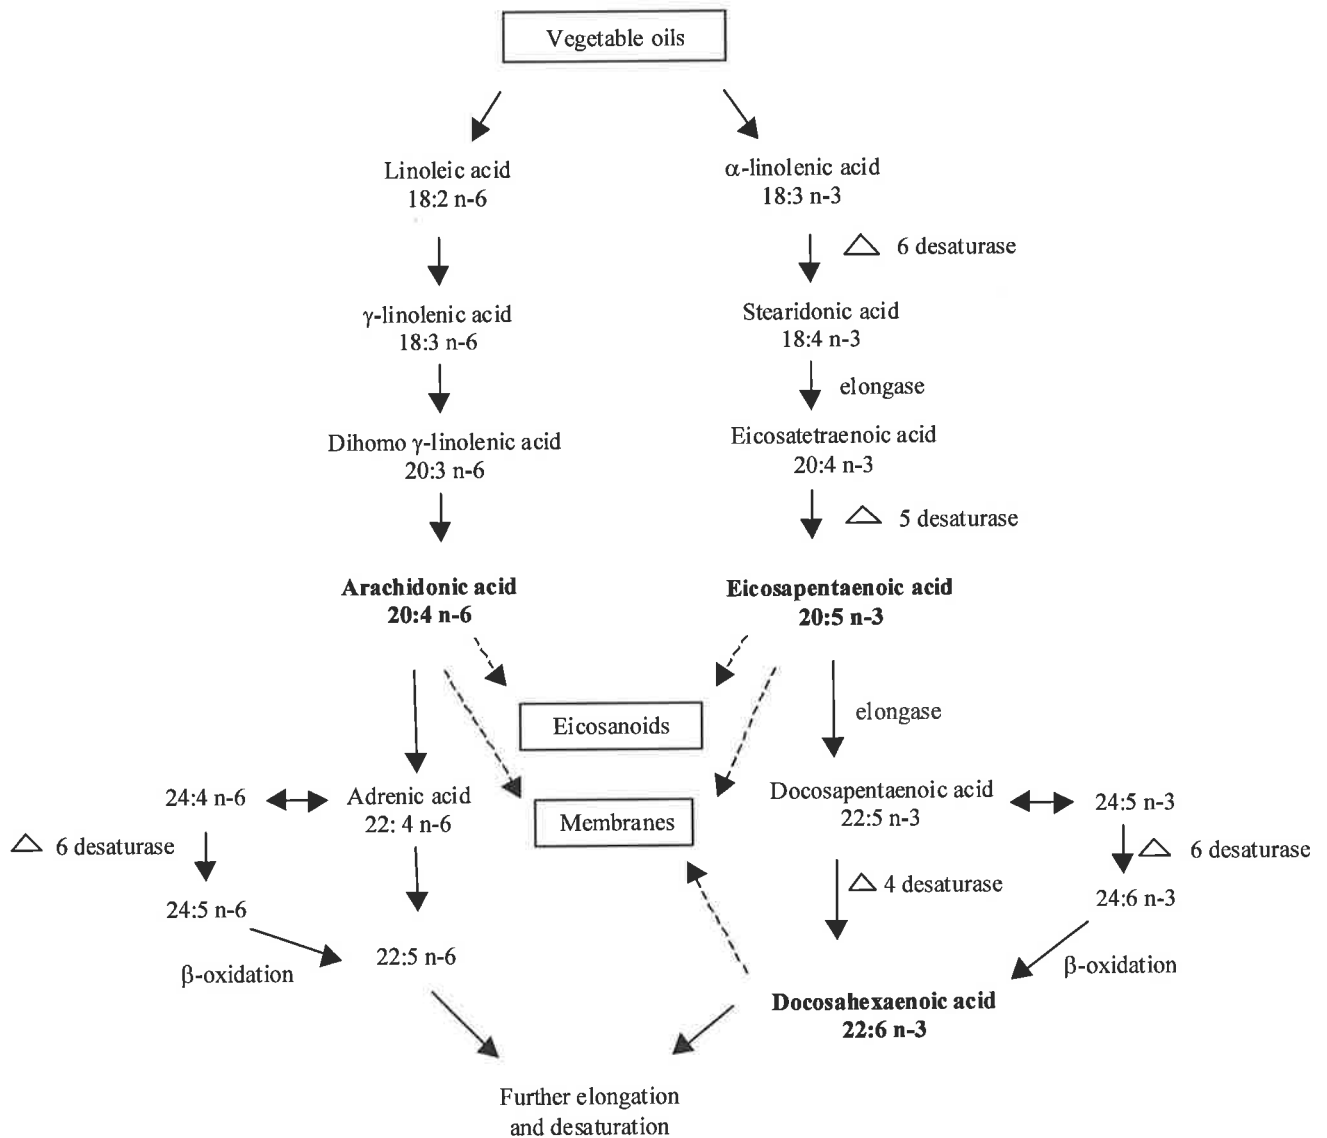 Vegetable oils
Linoleic acid
18:2 n-6
α-linolenic acid
18:3 n-3
△ 6 desaturase
γ-linolenic acid
18:3 n-6
Stearidonic acid
18:4 n-3
elongase
Dihomo γ-linolenic acid
20:3 n-6
Eicosatetraenoic acid
20:4 n-3
△ 5 desaturase
Arachidonic acid
20:4 n-6
Eicosapentaenoic acid
20:5 n-3
Eicosanoids
elongase
24:4 n-6
Adrenic acid
22: 4 n-6
Membranes
Docosapentaenoic acid
22:5 n-3
24:5 n-3
△ 6 desaturase
△ 6 desaturase
△ 4 desaturase
24:5 n-6
24:6 n-3
β-oxidation
22:5 n-6
β-oxidation
Docosahexaenoic acid
22:6 n-3
Further elongation
and desaturation